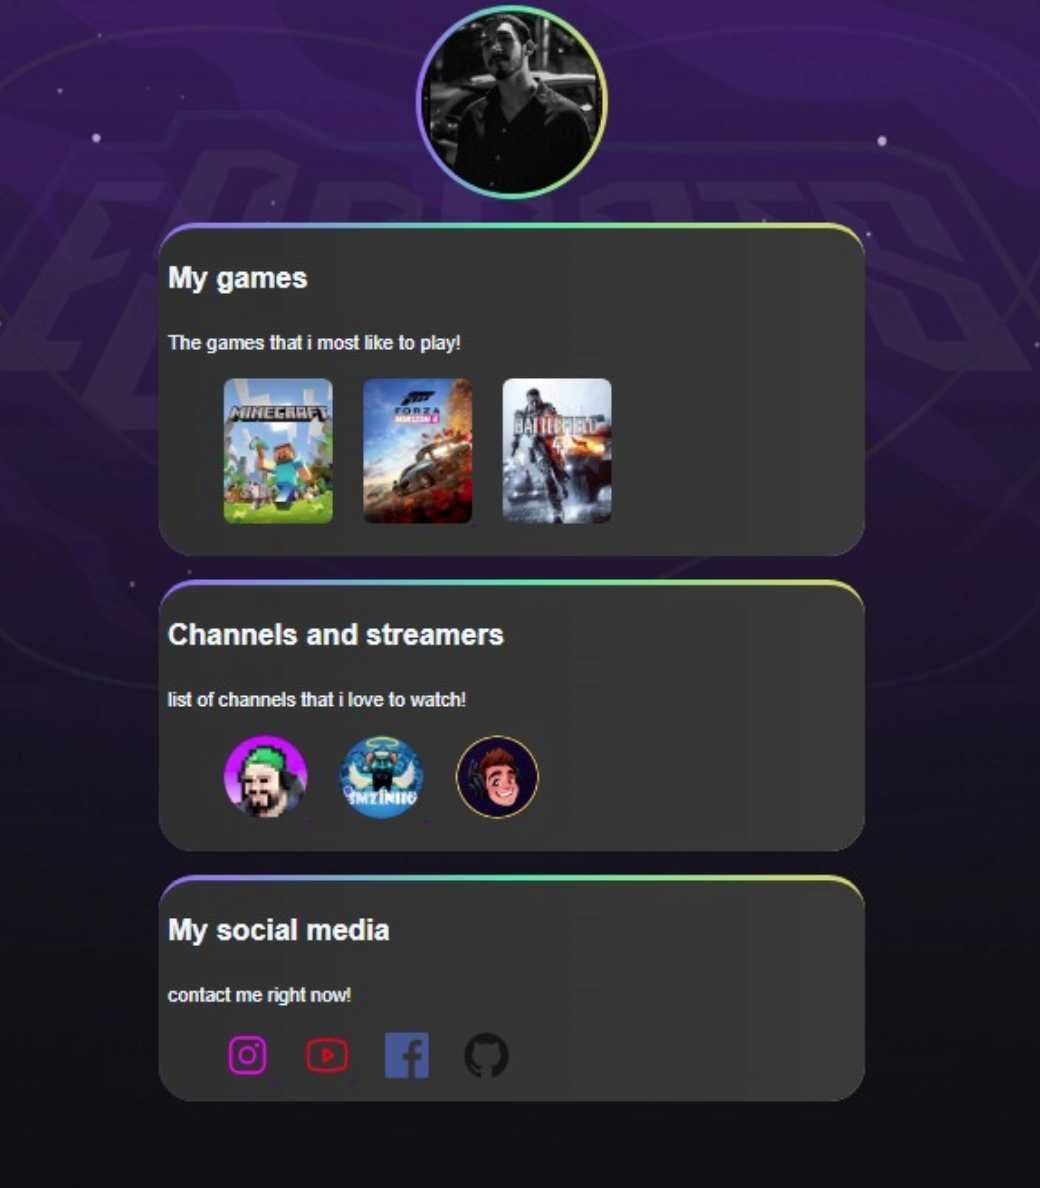 ESPORTS
My games
The games that i most like to play!
MINECRAFT
FORZA
HORIZON 4
BATTLEFIELD
4
Channels and streamers
list of channels that i love to watch!
My social media
contact me right now!